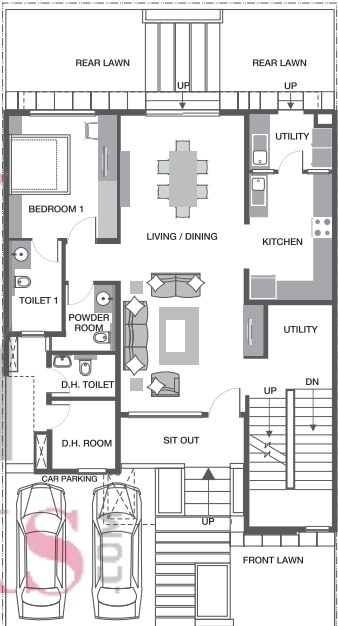 REAR LAWN
REAR LAWN
UP
UP
UTILITY
BEDROOM 1
LIVING / DINING
KITCHEN
TOILET 1
POWDER
ROOM
UTILITY
D.H. TOILET
UP
DN
D.H. ROOM
SIT OUT
CAR PARKING
UP
FRONT LAWN